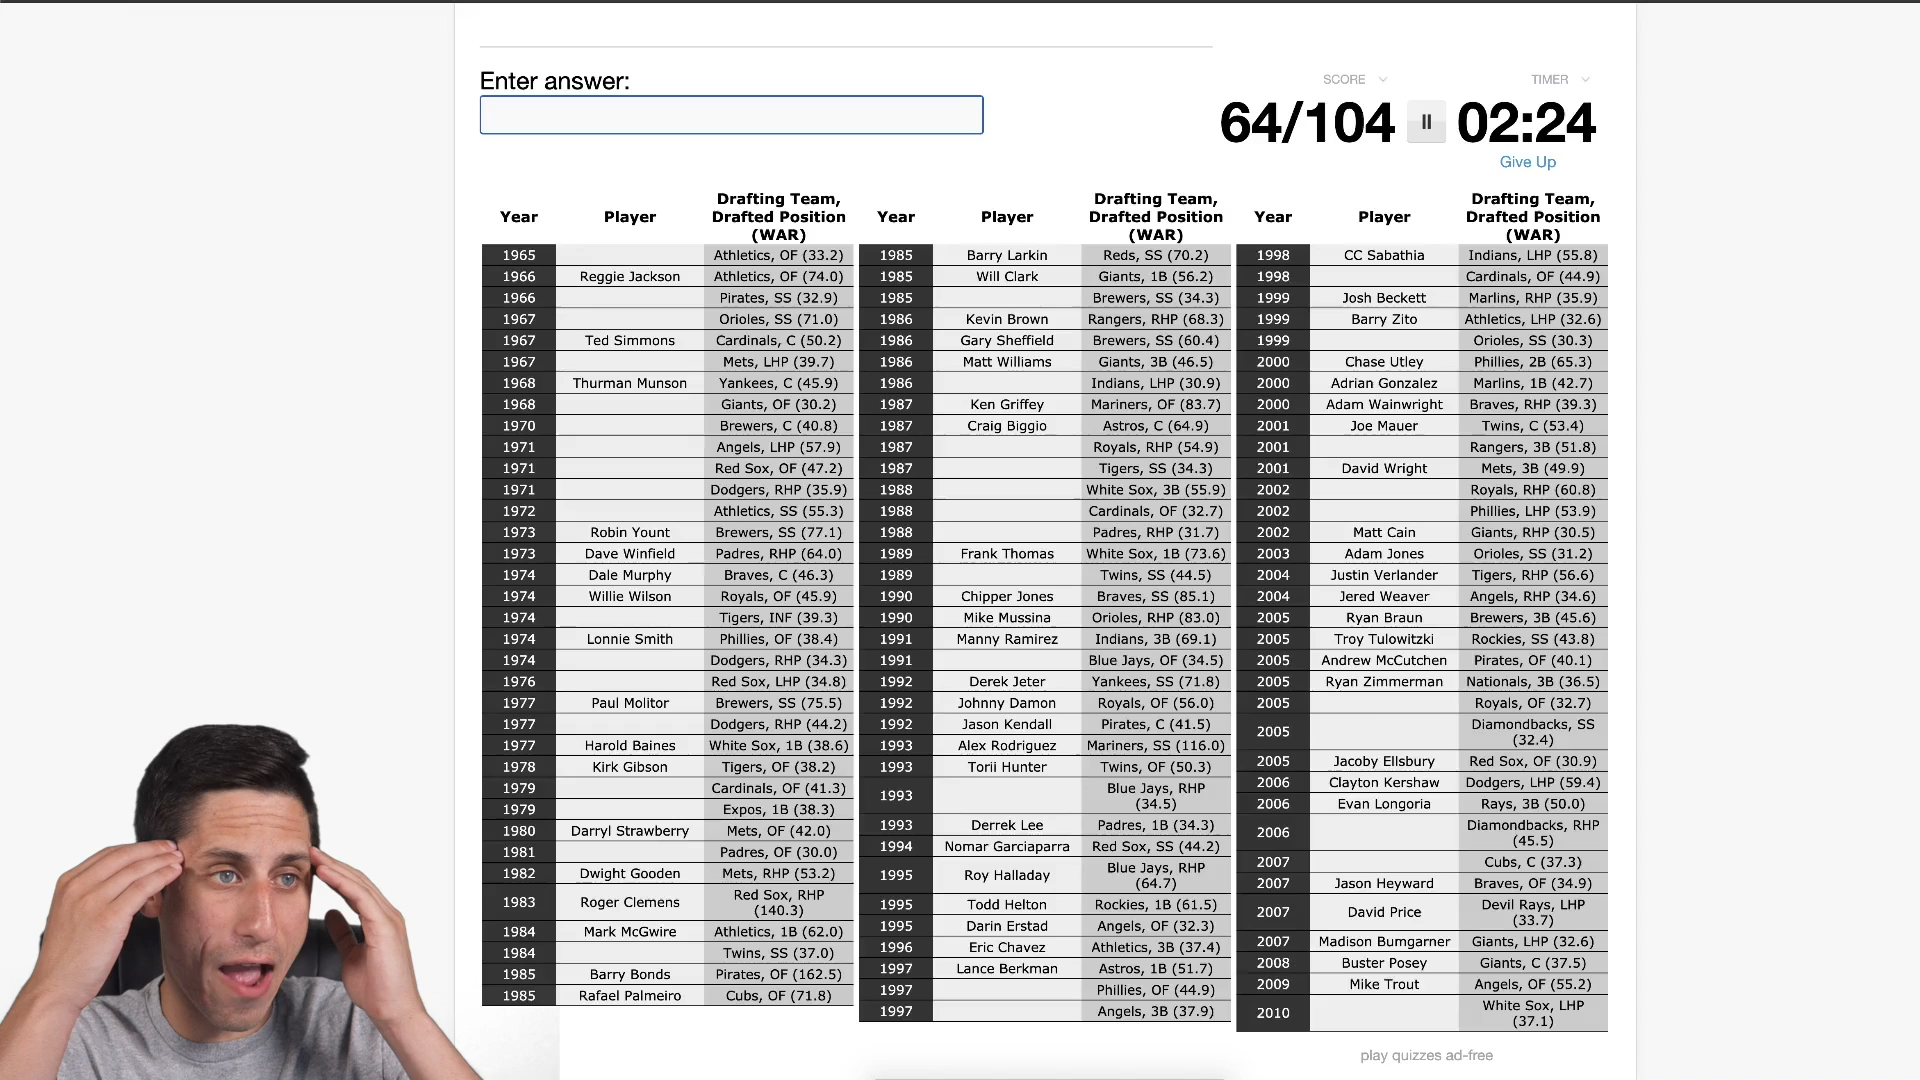 Enter answer:
SCORE
TIMER
64/104
02:24
Give Up
Year Player Drafting Team, Drafted Position (WAR)
1965 Athletics, OF (33.2)
1966 Reggie Jackson Athletics, OF (74.0)
1966 Pirates, SS (32.9)
1967 Orioles, SS (71.0)
1967 Ted Simmons Cardinals, C (50.2)
1967 Mets, LHP (39.7)
1968 Thurman Munson Yankees, C (45.9)
1968 Giants, OF (30.2)
1970 Brewers, C (40.8)
1971 Angels, LHP (57.9)
1971 Red Sox, OF (47.2)
1971 Dodgers, RHP (35.9)
1972 Athletics, SS (55.3)
1973 Robin Yount Brewers, SS (77.1)
1973 Dave Winfield Padres, RHP (64.0)
1974 Dale Murphy Braves, C (46.3)
1974 Willie Wilson Royals, OF (45.9)
1974 Tigers, INF (39.3)
1974 Lonnie Smith Phillies, OF (38.4)
1974 Dodgers, RHP (34.3)
1976 Red Sox, LHP (34.8)
1977 Paul Molitor Brewers, SS (75.5)
1977 Dodgers, RHP (44.2)
1977 Harold Baines White Sox, 1B (38.6)
1978 Kirk Gibson Tigers, OF (38.2)
1979 Cardinals, OF (41.3)
1979 Expos, 1B (38.3)
1980 Darryl Strawberry Mets, OF (42.0)
1981 Padres, OF (30.0)
1982 Dwight Gooden Mets, RHP (53.2)
1983 Roger Clemens Red Sox, RHP (140.3)
1984 Mark McGwire Athletics, 1B (62.0)
1984 Twins, SS (37.0)
1985 Barry Bonds Pirates, OF (162.5)
1985 Rafael Palmeiro Cubs, OF (71.8)
Year Player Drafting Team, Drafted Position (WAR)
1985 Barry Larkin Reds, SS (70.2)
1985 Will Clark Giants, 1B (56.2)
1985 Brewers, SS (34.3)
1986 Kevin Brown Rangers, RHP (68.3)
1986 Gary Sheffield Brewers, SS (60.4)
1986 Matt Williams Giants, 3B (46.5)
1986 Indians, LHP (30.9)
1987 Ken Griffey Mariners, OF (83.7)
1987 Craig Biggio Astros, C (64.9)
1987 Royals, RHP (54.9)
1987 Tigers, SS (34.3)
1988 White Sox, 3B (55.9)
1988 Cardinals, OF (32.7)
1988 Padres, RHP (31.7)
1989 Frank Thomas White Sox, 1B (73.6)
1989 Twins, SS (44.5)
1990 Chipper Jones Braves, SS (85.1)
1990 Mike Mussina Orioles, RHP (83.0)
1991 Manny Ramirez Indians, 3B (69.1)
1991 Blue Jays, OF (34.5)
1992 Derek Jeter Yankees, SS (71.8)
1992 Johnny Damon Royals, OF (56.0)
1992 Jason Kendall Pirates, C (41.5)
1993 Alex Rodriguez Mariners, SS (116.0)
1993 Torii Hunter Twins, OF (50.3)
1993 Blue Jays, RHP (34.5)
1993 Derrek Lee Padres, 1B (34.3)
1994 Nomar Garciaparra Red Sox, SS (44.2)
1995 Roy Halladay Blue Jays, RHP (64.7)
1995 Todd Helton Rockies, 1B (61.5)
1995 Darin Erstad Angels, OF (32.3)
1996 Eric Chavez Athletics, 3B (37.4)
1997 Lance Berkman Astros, 1B (51.7)
1997 Phillies, OF (44.9)
1997 Angels, 3B (37.9)
Year Player Drafting Team, Drafted Position (WAR)
1998 CC Sabathia Indians, LHP (55.8)
1998 Cardinals, OF (44.9)
1999 Josh Beckett Marlins, RHP (35.9)
1999 Barry Zito Athletics, LHP (32.6)
1999 Orioles, SS (30.3)
2000 Chase Utley Phillies, 2B (65.3)
2000 Adrian Gonzalez Marlins, 1B (42.7)
2000 Adam Wainwright Braves, RHP (39.3)
2001 Joe Mauer Twins, C (53.4)
2001 Rangers, 3B (51.8)
2001 David Wright Mets, 3B (49.9)
2002 Royals, RHP (60.8)
2002 Phillies, LHP (53.9)
2002 Matt Cain Giants, RHP (30.5)
2003 Adam Jones Orioles, SS (31.2)
2004 Justin Verlander Tigers, RHP (56.6)
2004 Jered Weaver Angels, RHP (34.6)
2005 Ryan Braun Brewers, 3B (45.6)
2005 Troy Tulowitzki Rockies, SS (43.8)
2005 Andrew McCutchen Pirates, OF (40.1)
2005 Ryan Zimmerman Nationals, 3B (36.5)
2005 Royals, OF (32.7)
2005 Diamondbacks, SS (32.4)
2005 Jacoby Ellsbury Red Sox, OF (30.9)
2006 Clayton Kershaw Dodgers, LHP (59.4)
2006 Evan Longoria Rays, 3B (50.0)
2006 Diamondbacks, RHP (45.5)
2007 Cubs, C (37.3)
2007 Jason Heyward Braves, OF (34.9)
2007 David Price Devil Rays, LHP (33.7)
2007 Madison Bumgarner Giants, LHP (32.6)
2008 Buster Posey Giants, C (37.5)
2009 Mike Trout Angels, OF (55.2)
2010 White Sox, LHP (37.1)
play quizzes ad-free